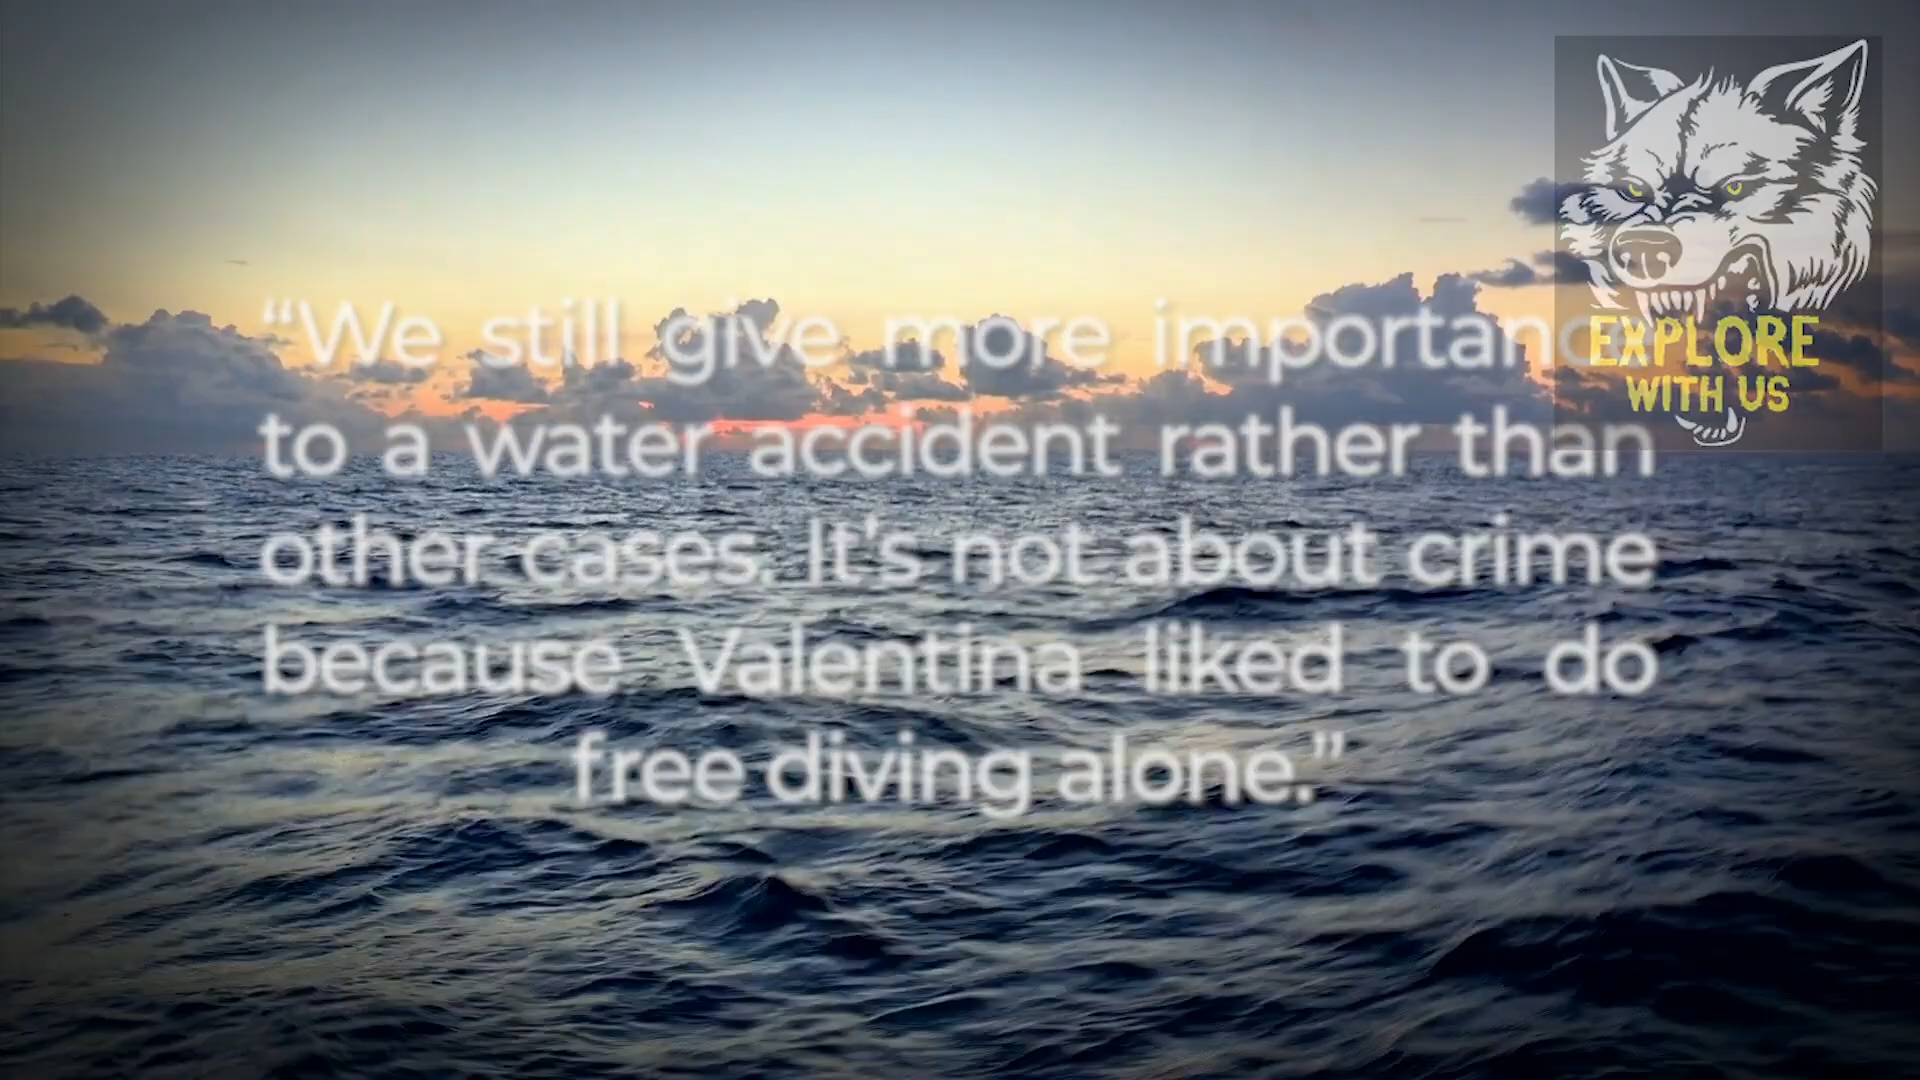 “We still give more importance
to a water accident rather than
other cases. It's not about crime
because Valentina liked to do
free diving alone.”
EXPLORE
WITH US